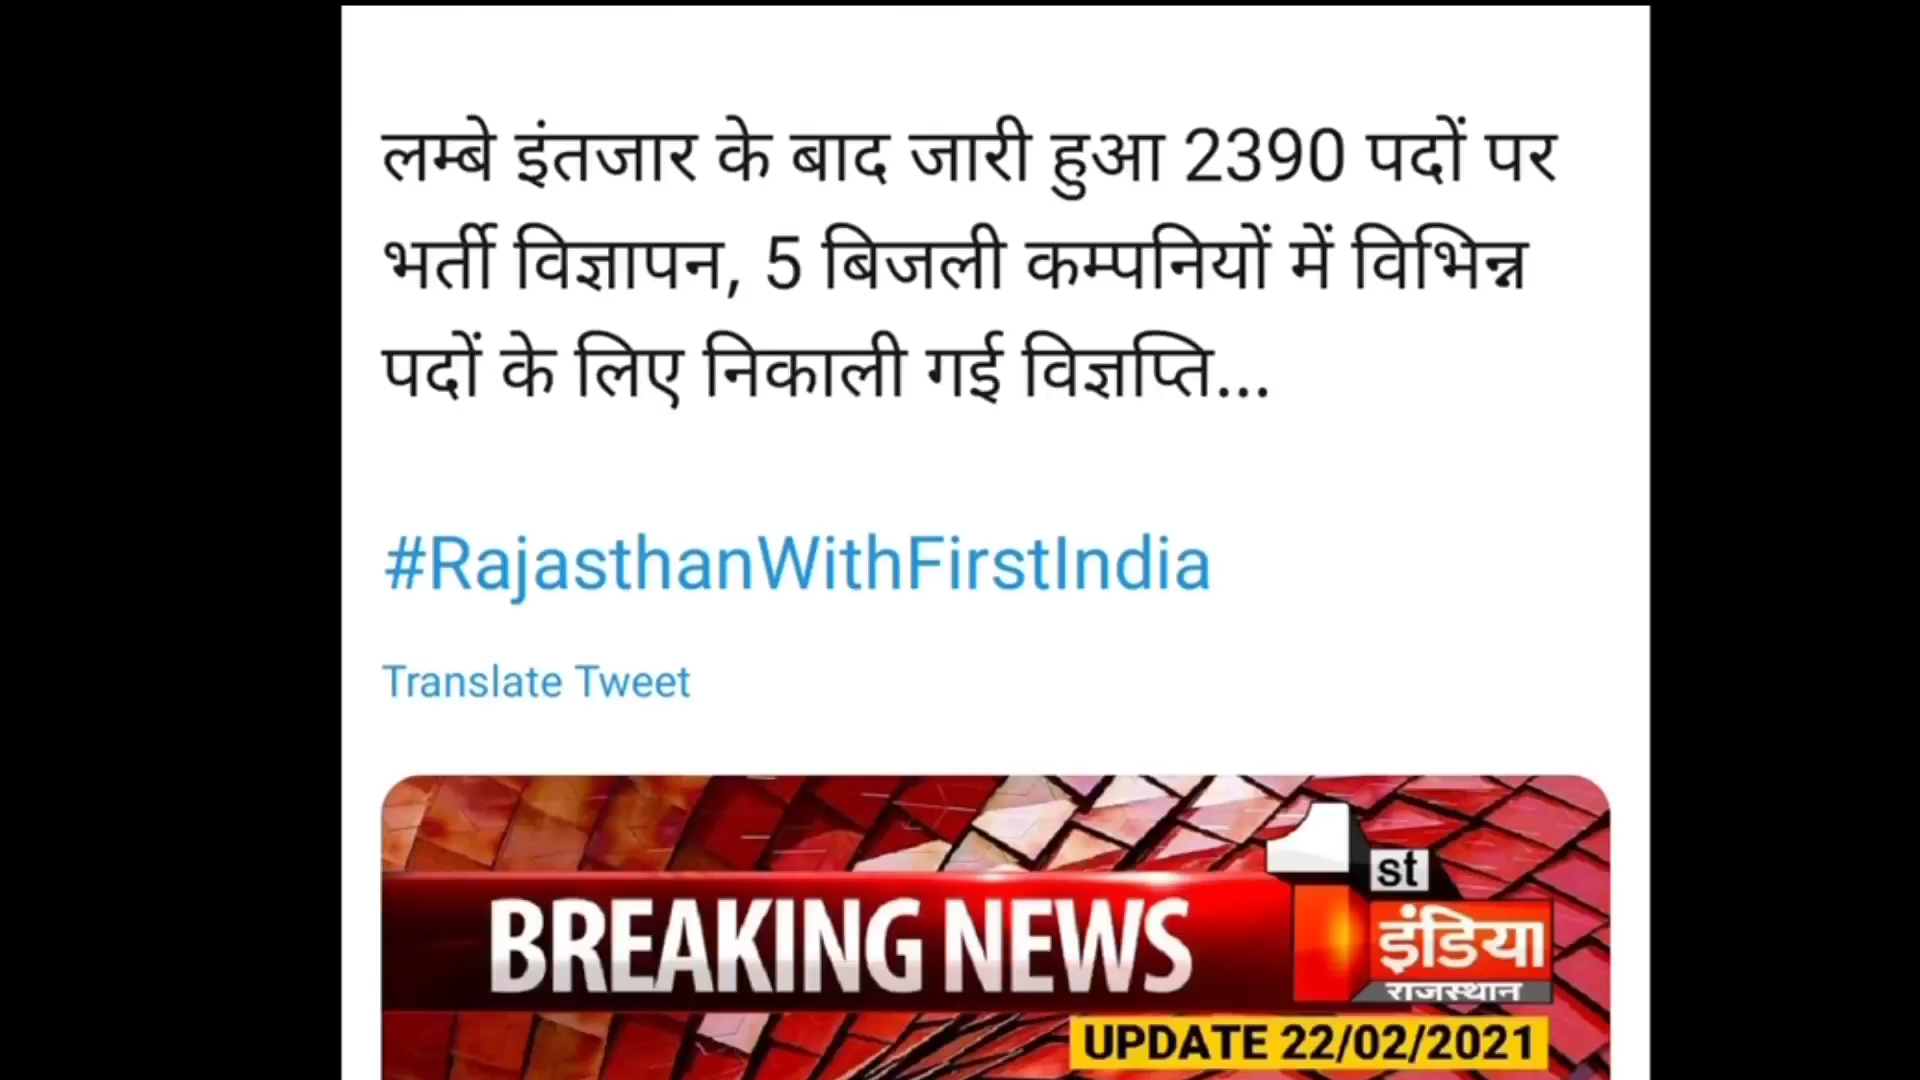 लम्बे इंतजार के बाद जारी हुआ 2390 पदों पर
भर्ती विज्ञापन, 5 बिजली कम्पनियों में विभिन्न
पदों के लिए निकाली गई विज्ञप्ति...
#RajasthanWithFirstIndia
Translate Tweet
1st
BREAKING NEWS
इंडिया
राजस्थान
UPDATE 22/02/2021